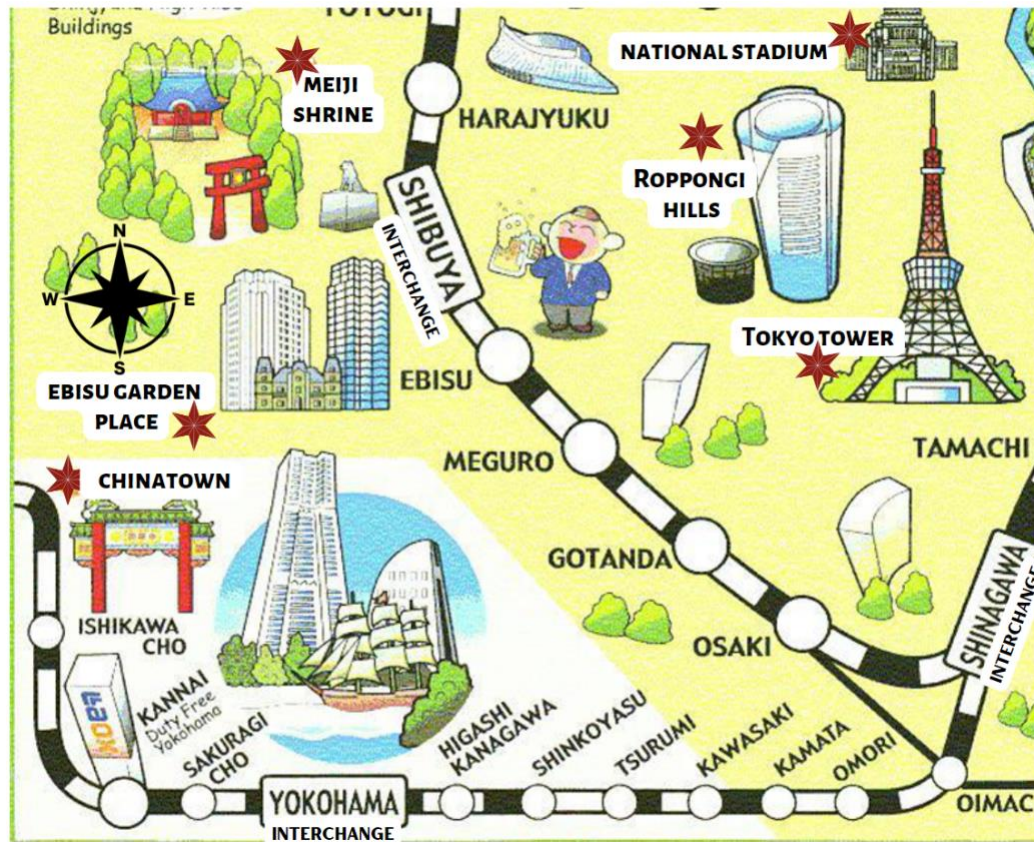 Buildings
MEIJI
SHRINE
HARAJYUKU
NATIONAL STADIUM
ROPPONGI
HILLS
SHIBUYA
INTERCHANGE
N
W
E
S
TOKYO TOWER
EBISU GARDEN
PLACE
EBISU
MEGURO
TAMACHI
CHINATOWN
GOTANDA
OSAKI
SHINAGAWA
INTERCHANGE
ISHIKAWA
CHO
KANNAI
Duty Free
Yokohama
SAKURAGI
CHO
YOKOHAMA
INTERCHANGE
HIGASHI
KANAGAWA
SHINKOYASU
TSURUMI
KAWASAKI
KAMATA
OMORI
OIMAC